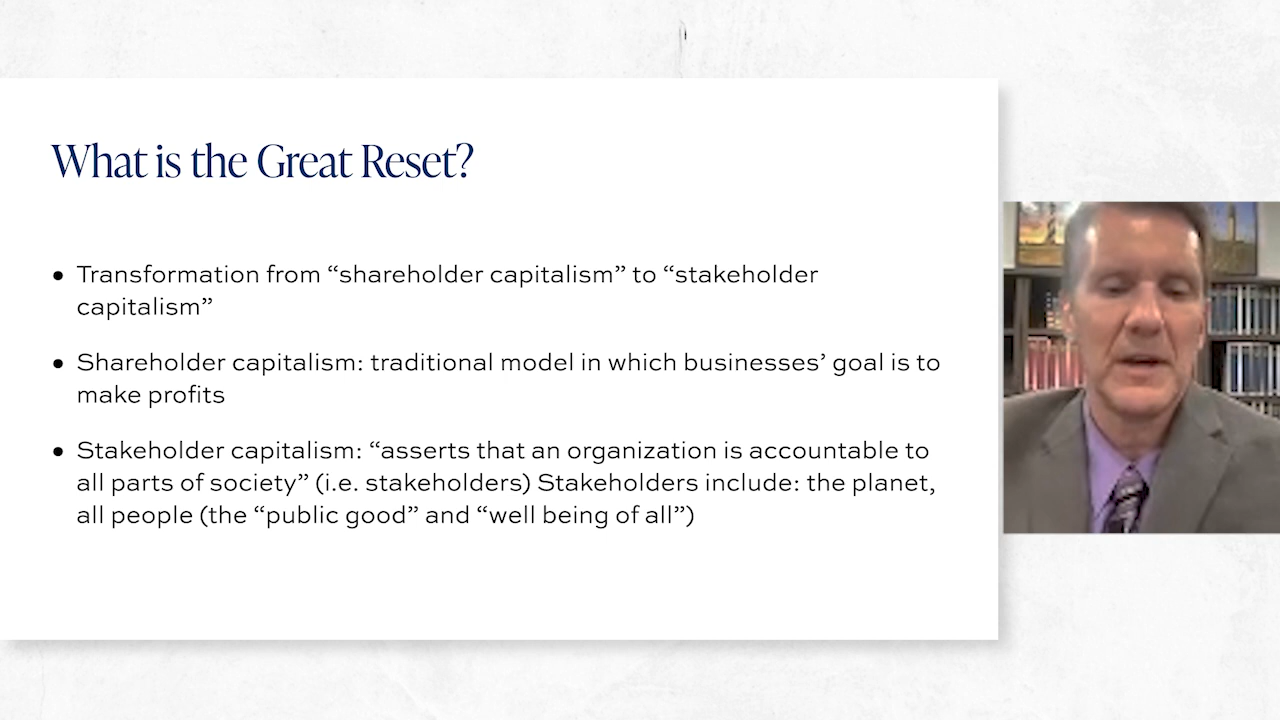 What is the Great Reset?
• Transformation from “shareholder capitalism” to “stakeholder
capitalism”
• Shareholder capitalism: traditional model in which businesses’ goal is to
make profits
• Stakeholder capitalism: “asserts that an organization is accountable to
all parts of society” (i.e. stakeholders) Stakeholders include: the planet,
all people (the “public good” and “well being of all”)